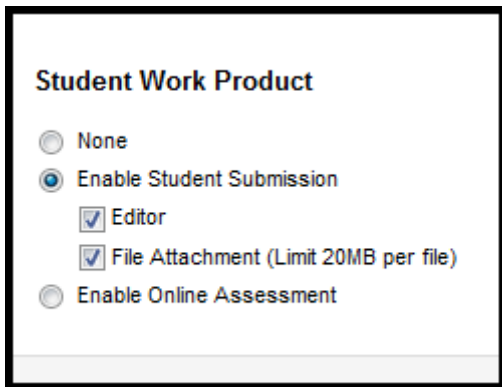 Student Work Product
None
Enable Student Submission
Editor
File Attachment (Limit 20MB per file)
Enable Online Assessment